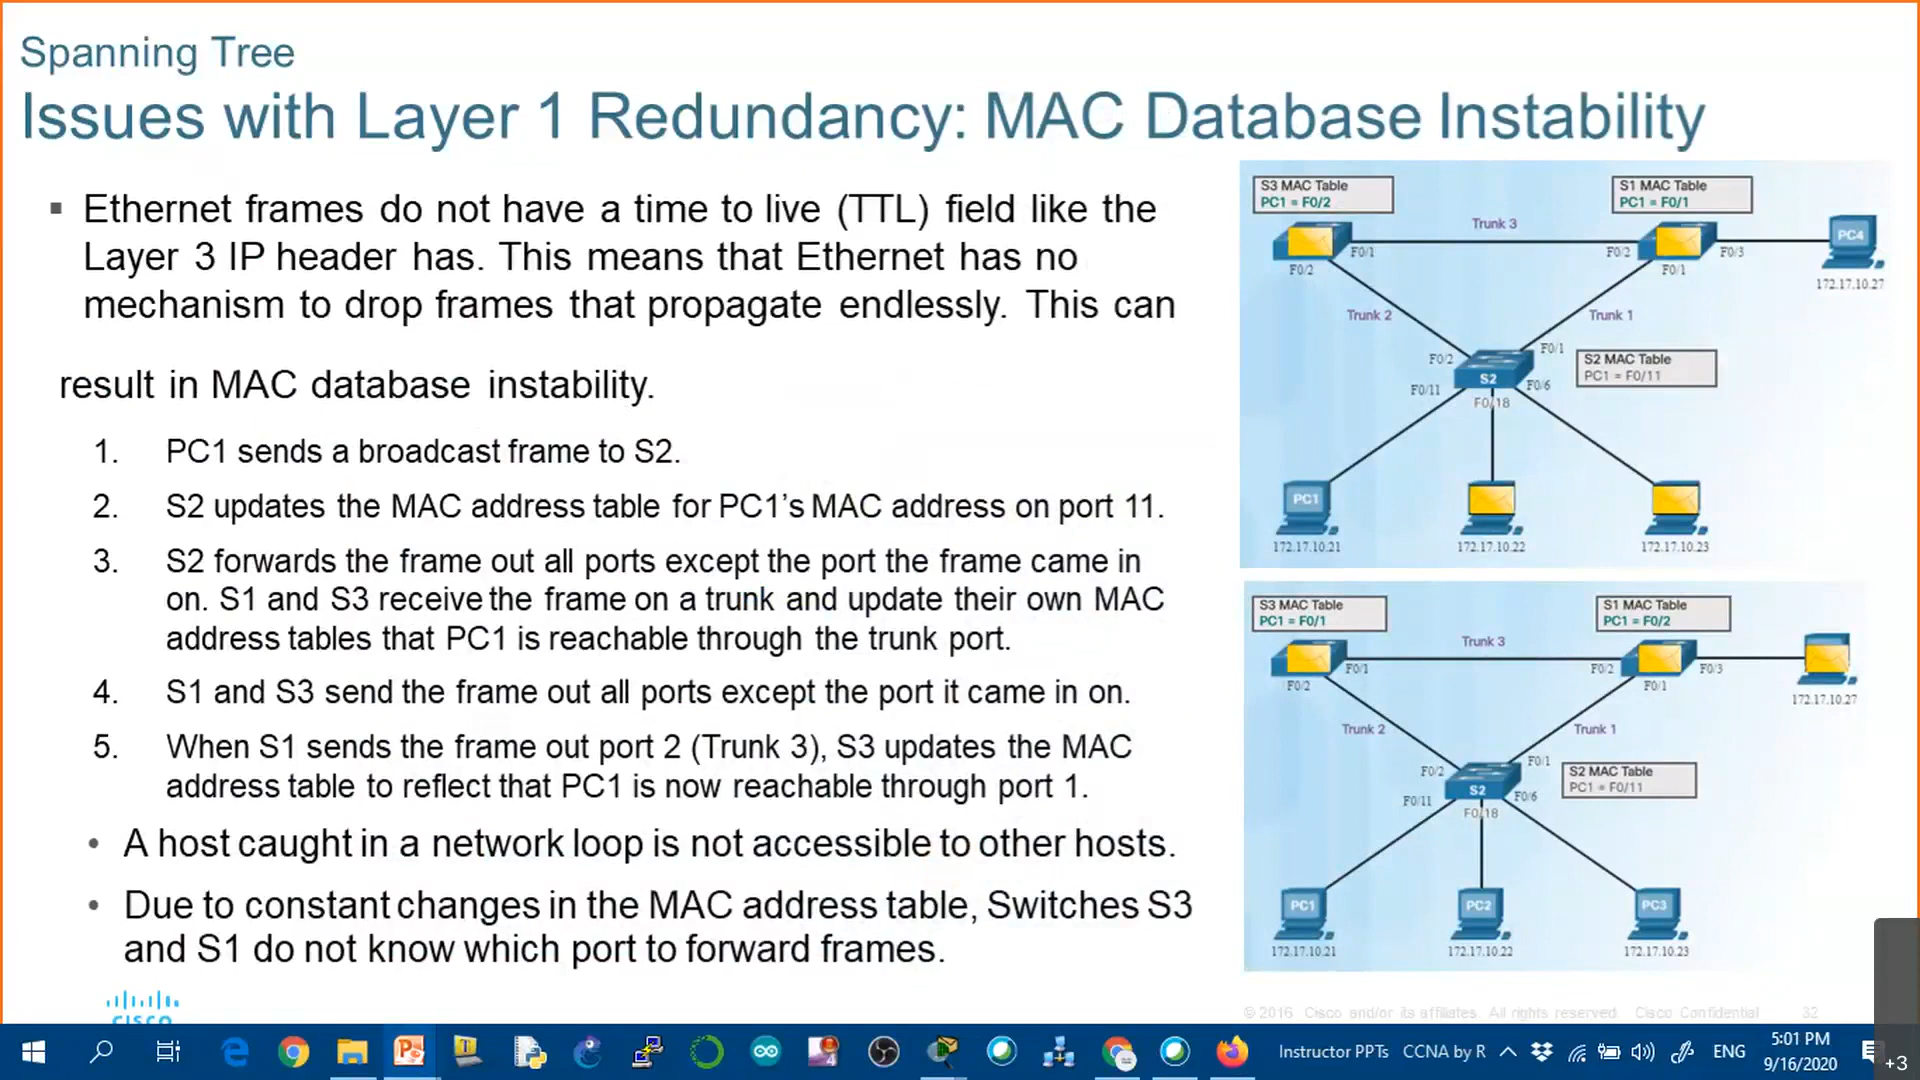 Spanning Tree
Issues with Layer 1 Redundancy: MAC Database Instability
Ethernet frames do not have a time to live (TTL) field like the
Layer 3 IP header has. This means that Ethernet has no
mechanism to drop frames that propagate endlessly. This can
result in MAC database instability.
1. PC1 sends a broadcast frame to S2.
2. S2 updates the MAC address table for PC1's MAC address on port 11.
3. S2 forwards the frame out all ports except the port the frame came in
on. S1 and S3 receive the frame on a trunk and update their own MAC
address tables that PC1 is reachable through the trunk port.
4. S1 and S3 send the frame out all ports except the port it came in on.
5. When S1 sends the frame out port 2 (Trunk 3), S3 updates the MAC
address table to reflect that PC1 is now reachable through port 1.
• A host caught in a network loop is not accessible to other hosts.
• Due to constant changes in the MAC address table, Switches S3
and S1 do not know which port to forward frames.
S3 MAC Table
PC1 = F0/2
S1 MAC Table
PC1 = F0/1
Trunk 3
F0/1
F0/2
F0/2
F0/1
F0/3
PC4
172.17.10.27
Trunk 2
Trunk 1
F0/2
F0/1
S2 MAC Table
PC1 = F0/11
S2
F0/11
F0/6
F0/18
PC1
172.17.10.21
172.17.10.22
172.17.10.23
S3 MAC Table
PC1 = F0/1
S1 MAC Table
PC1 = F0/2
Trunk 3
F0/1
F0/2
F0/2
F0/1
F0/3
172.17.10.27
Trunk 2
Trunk 1
F0/2
F0/1
S2 MAC Table
PC1 = F0/11
S2
F0/11
F0/6
F0/18
PC1
PC2
PC3
172.17.10.21
172.17.10.22
172.17.10.23
cisco
© 2016 Cisco and/or its affiliates. All rights reserved. Cisco Confidential 32
Instructor PPTs CCNA by R
ENG
5:01 PM
9/16/2020
+3